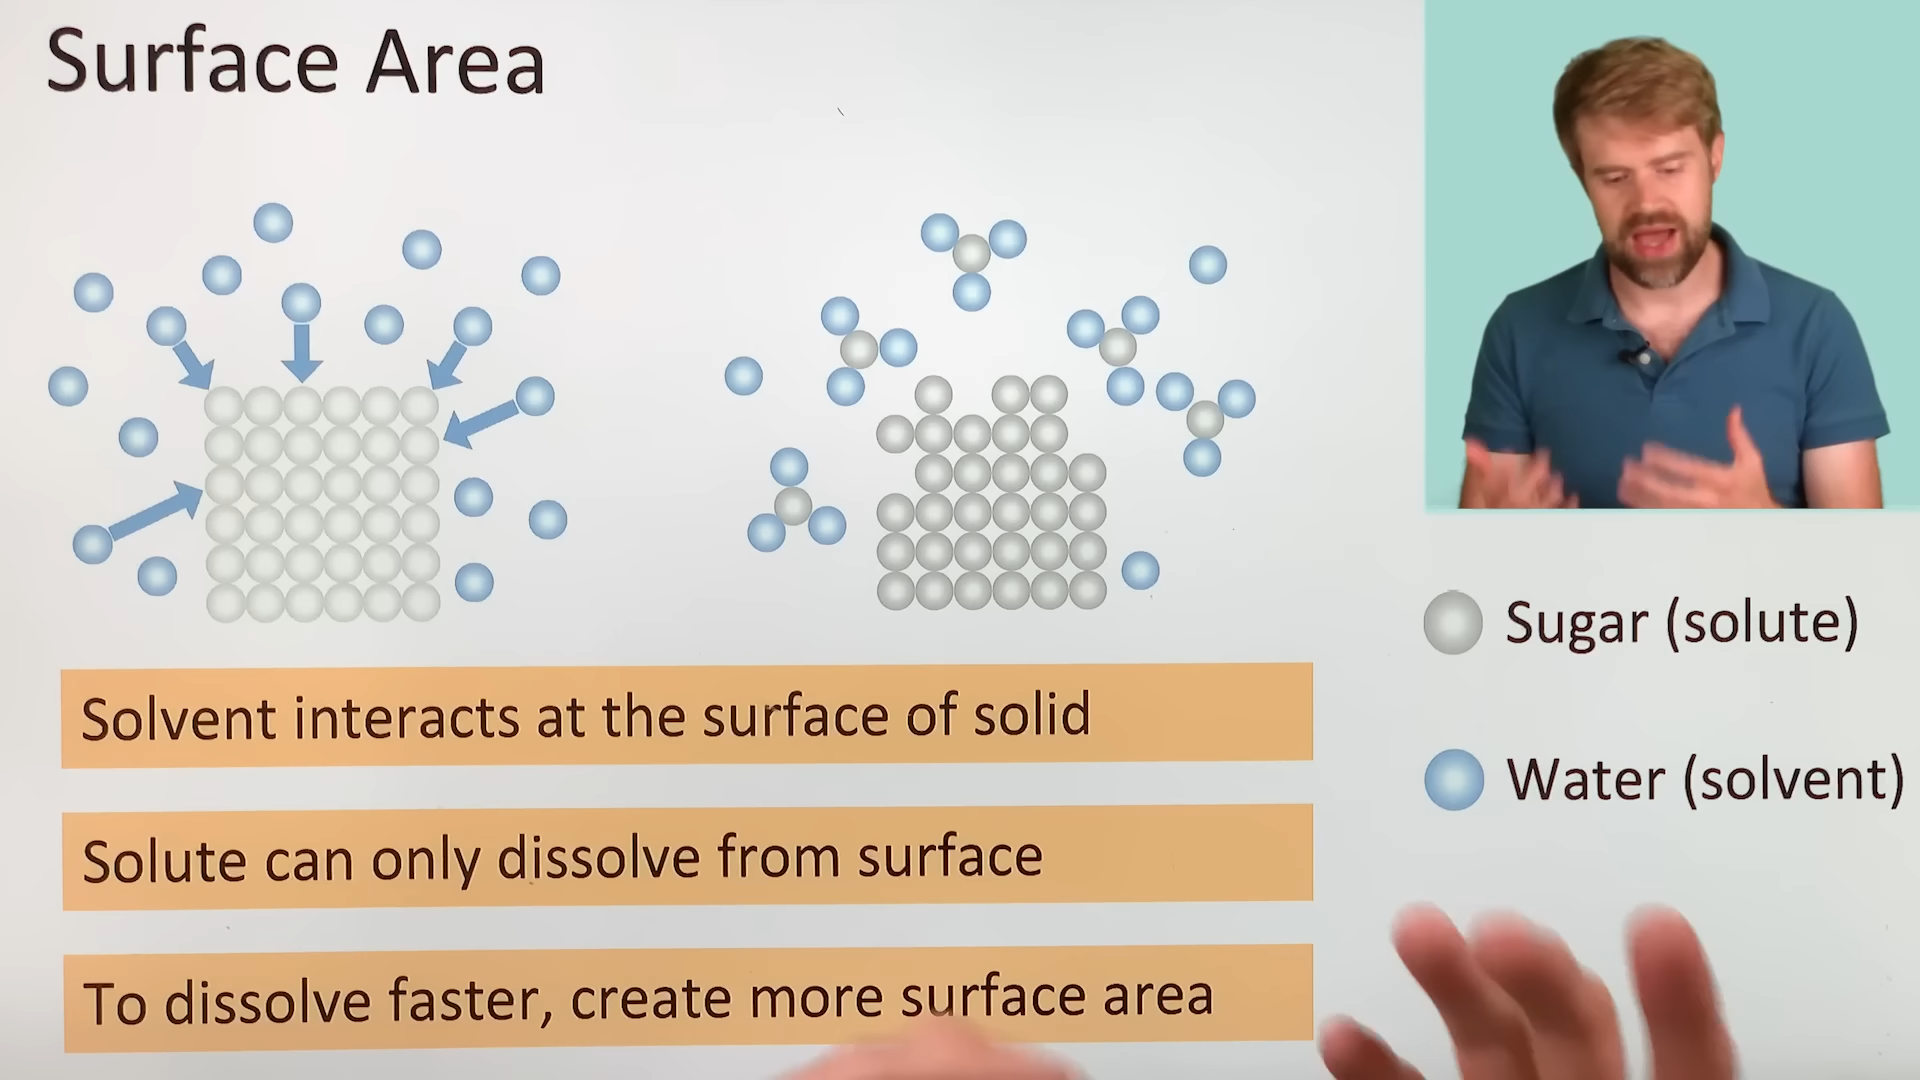 Surface Area
Solvent interacts at the surface of solid
Solute can only dissolve from surface
To dissolve faster, create more surface area
Sugar (solute)
Water (solvent)